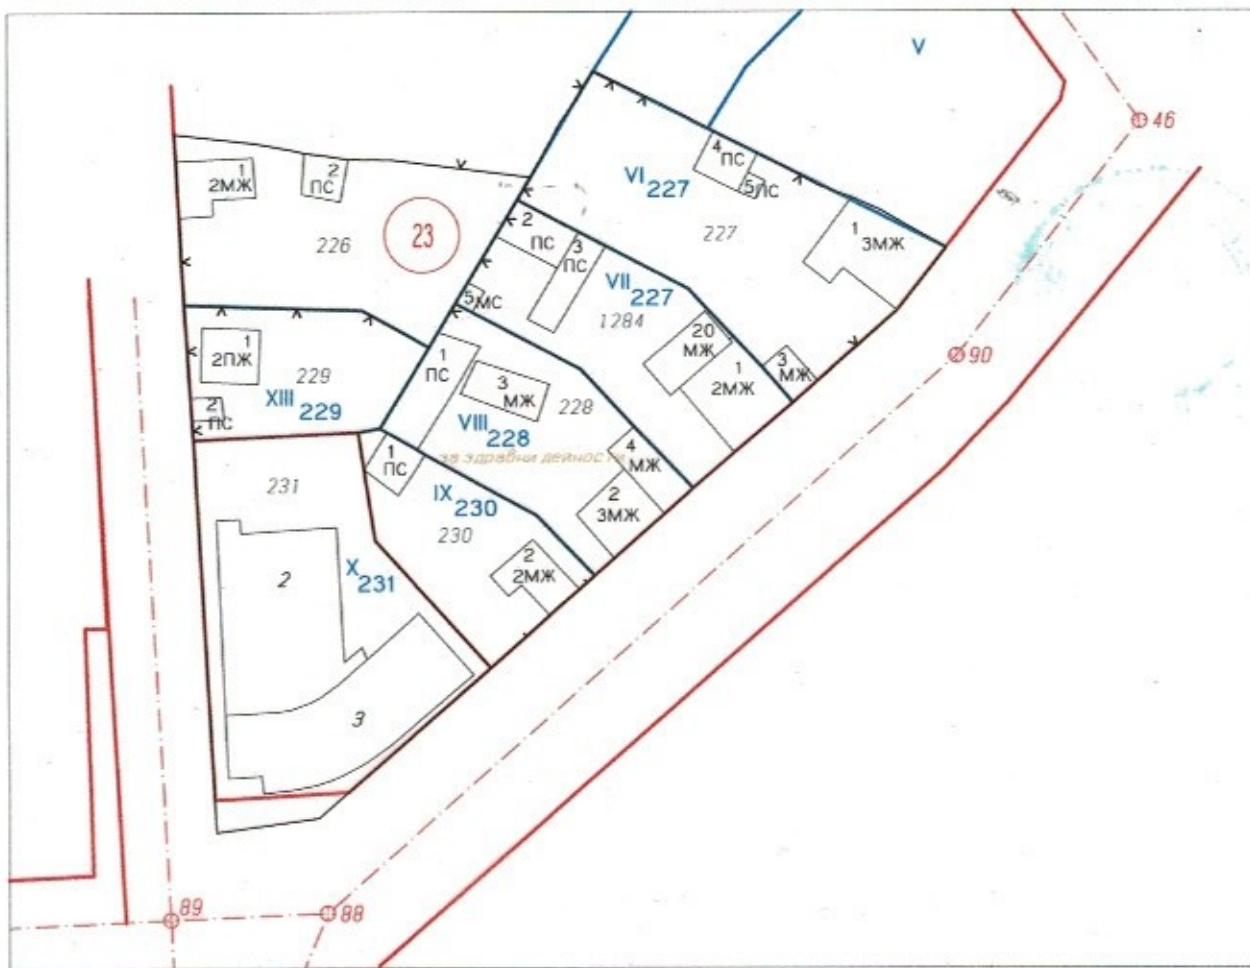 V
46
4
ПС
5
ПС
VI 227
1
2МЖ
2
ПС
227
1
3МЖ
226
23
2
ПС
3
ПС
VII 227
5
МС
1284
20
МЖ
1
2МЖ
3
МЖ
90
1
2ПЖ
229
XIII 229
2
ПС
1
ПС
3
МЖ
228
VIII 228
за здравни дейности
4
МЖ
1
ПС
231
IX 230
230
2
3МЖ
2
2МЖ
X 231
2
3
89
88